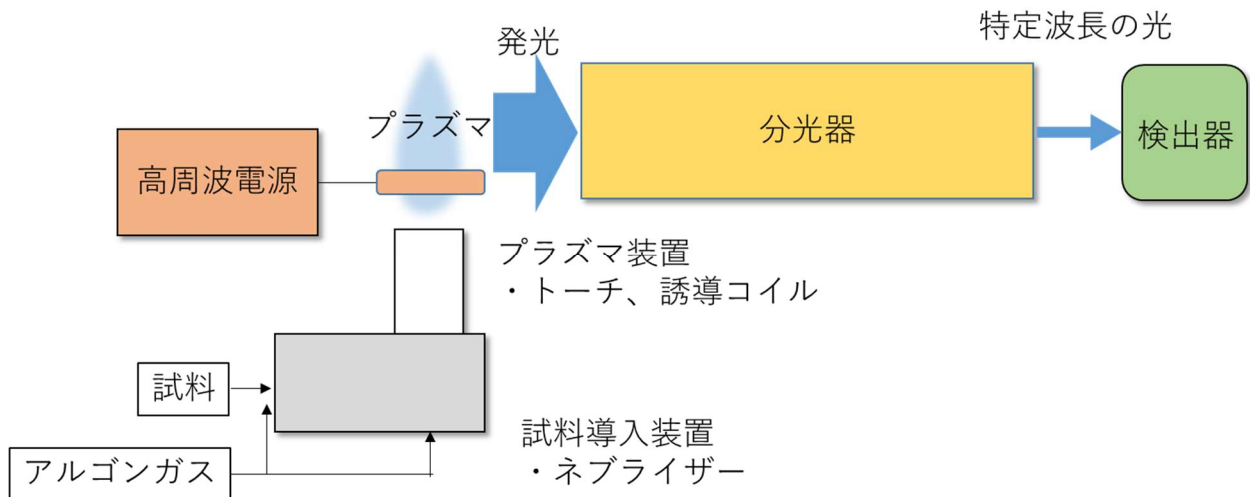 特定波長の光
発光
プラズマ
分光器
検出器
高周波電源
プラズマ装置
・トーチ、誘導コイル
試料
試料導入装置
・ネブライザー
アルゴンガス